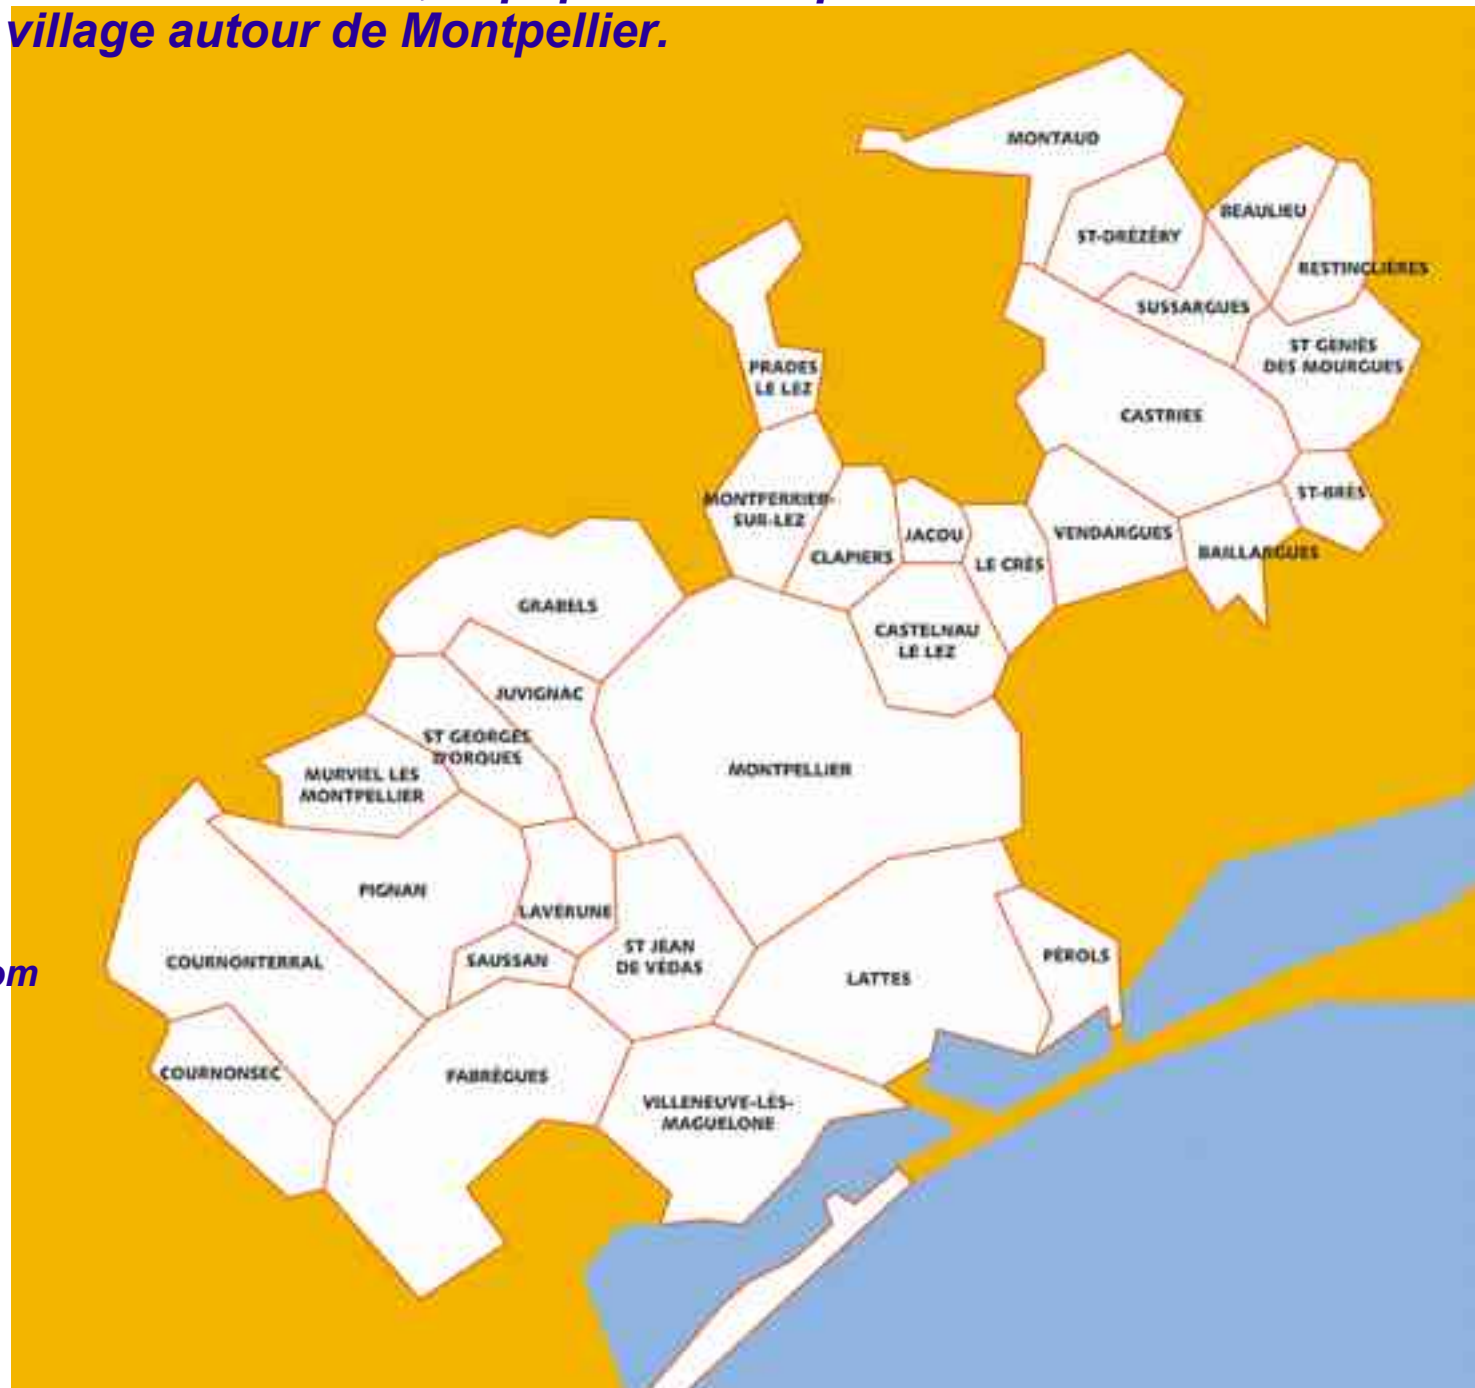 village autour de Montpellier.
MONTAUD
BEAULIEU
ST-DRÉZÉRY
RESTINCLIÈRES
SUSSARGUES
ST GENIÈS
DES MOURGUES
PRADES
LE LEZ
CASTRIES
MONTFERRIER-
SUR-LEZ
ST-BRÈS
JACOU
VENDARGUES
CLAPIERS
LE CRÈS
BAILLARGUES
GRABELS
CASTELNAU
LE LEZ
JUVIGNAC
ST GEORGES
D'ORQUES
MURVIEL LES
MONTPELLIER
MONTPELLIER
PIGNAN
LAVERUNE
ST JEAN
DE VÉDAS
SAUSSAN
COURNONTERRAL
PÉROLS
LATTES
om
COURNONSEC
FABRÈGUES
VILLENEUVE-LÈS-
MAGUELONE